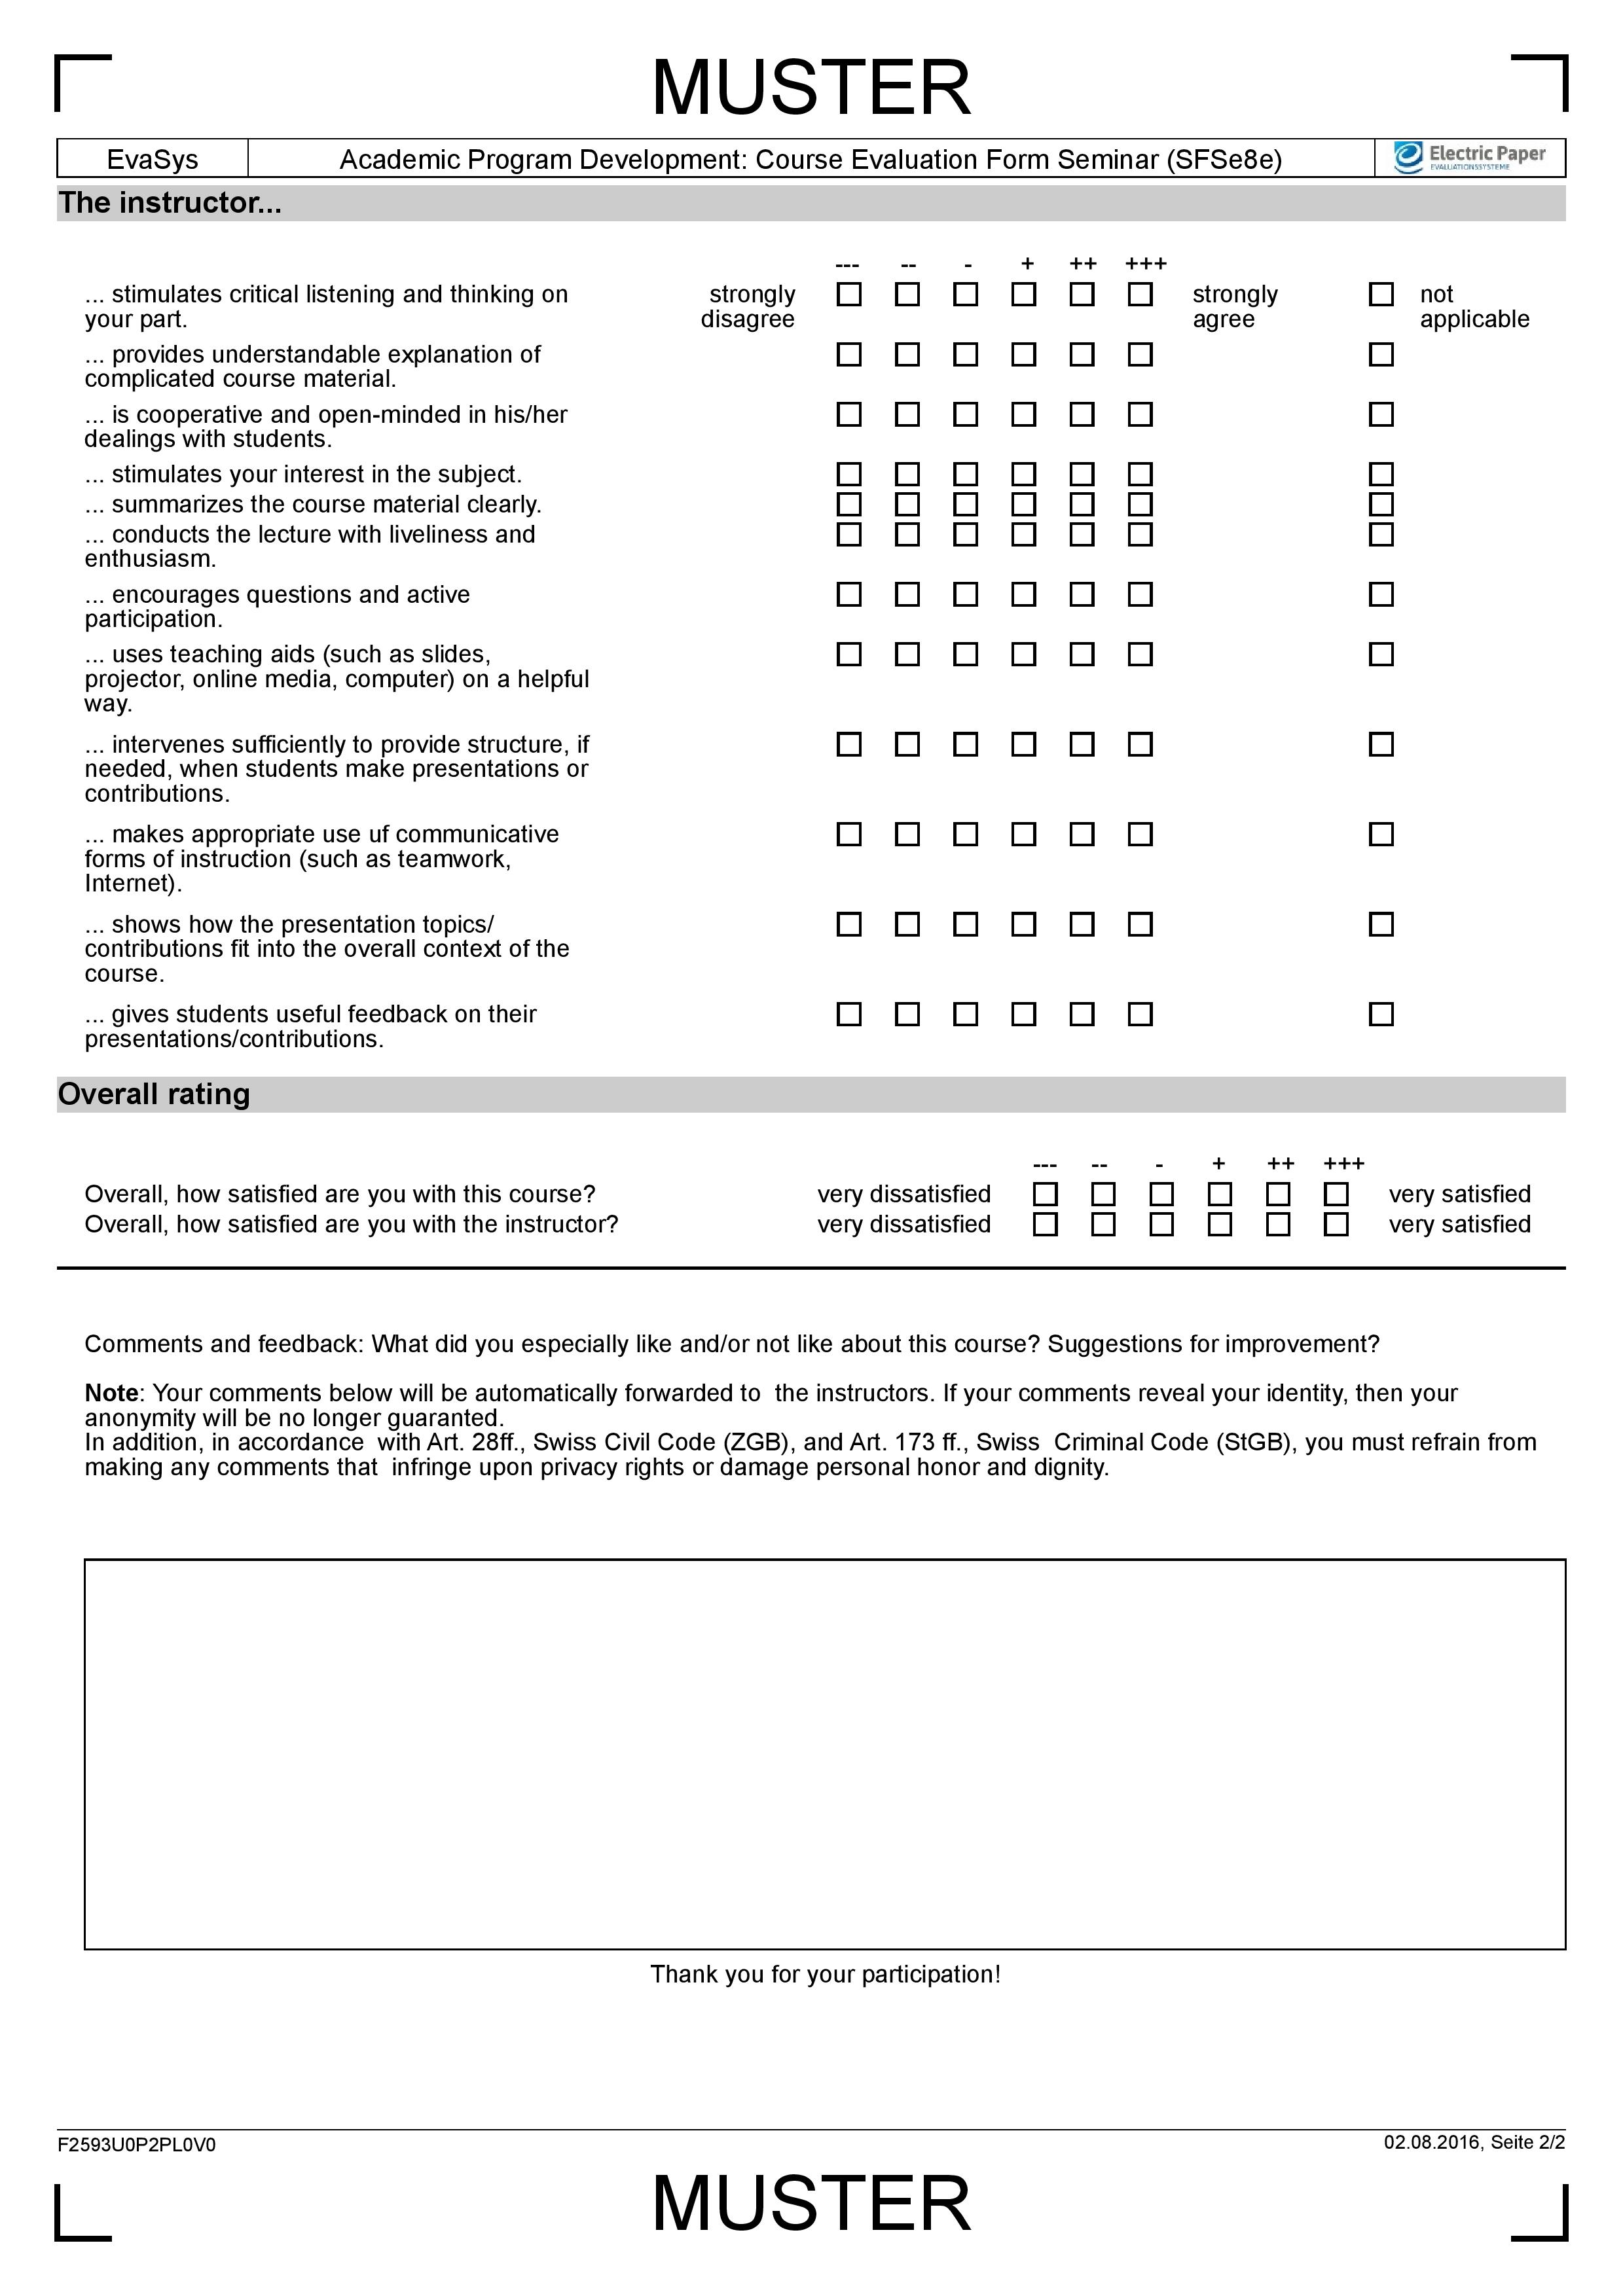 MUSTER
EvaSys
Academic Program Development: Course Evaluation Form Seminar (SFSe8e)
Electric Paper
EVALUATIONSSYSTEME
The instructor...
--- -- - + ++ +++
... stimulates critical listening and thinking on
your part.
strongly
disagree
strongly
agree
not
applicable
... provides understandable explanation of
complicated course material.
... is cooperative and open-minded in his/her
dealings with students.
... stimulates your interest in the subject.
... summarizes the course material clearly.
... conducts the lecture with liveliness and
enthusiasm.
... encourages questions and active
participation.
... uses teaching aids (such as slides,
projector, online media, computer) on a helpful
way.
... intervenes sufficiently to provide structure, if
needed, when students make presentations or
contributions.
... makes appropriate use uf communicative
forms of instruction (such as teamwork,
Internet).
... shows how the presentation topics/
contributions fit into the overall context of the
course.
... gives students useful feedback on their
presentations/contributions.
Overall rating
--- -- - + ++ +++
Overall, how satisfied are you with this course? very dissatisfied very satisfied
Overall, how satisfied are you with the instructor? very dissatisfied very satisfied
Comments and feedback: What did you especially like and/or not like about this course? Suggestions for improvement?
Note: Your comments below will be automatically forwarded to  the instructors. If your comments reveal your identity, then your
anonymity will be no longer guaranted.
In addition, in accordance  with Art. 28ff., Swiss Civil Code (ZGB), and Art. 173 ff., Swiss  Criminal Code (StGB), you must refrain from
making any comments that  infringe upon privacy rights or damage personal honor and dignity.
Thank you for your participation!
F2593U0P2PL0V0
02.08.2016, Seite 2/2
MUSTER